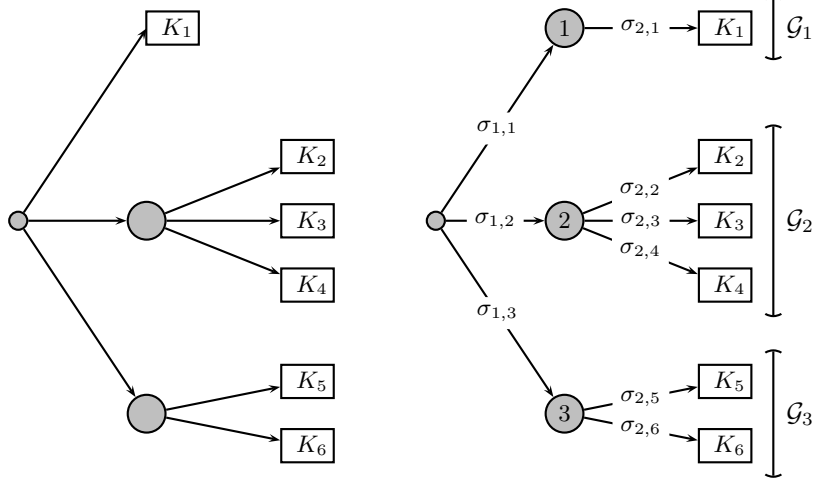 K₁
K₂
K₃
K₄
K₅
K₆
1 σ₂,₁ K₁ 𝒢₁
σ₁,₁
K₂
σ₂,₂
σ₁,₂ 2 σ₂,₃ K₃ 𝒢₂
σ₂,₄
K₄
σ₁,₃
K₅
σ₂,₅
3 𝒢₃
σ₂,₆
K₆